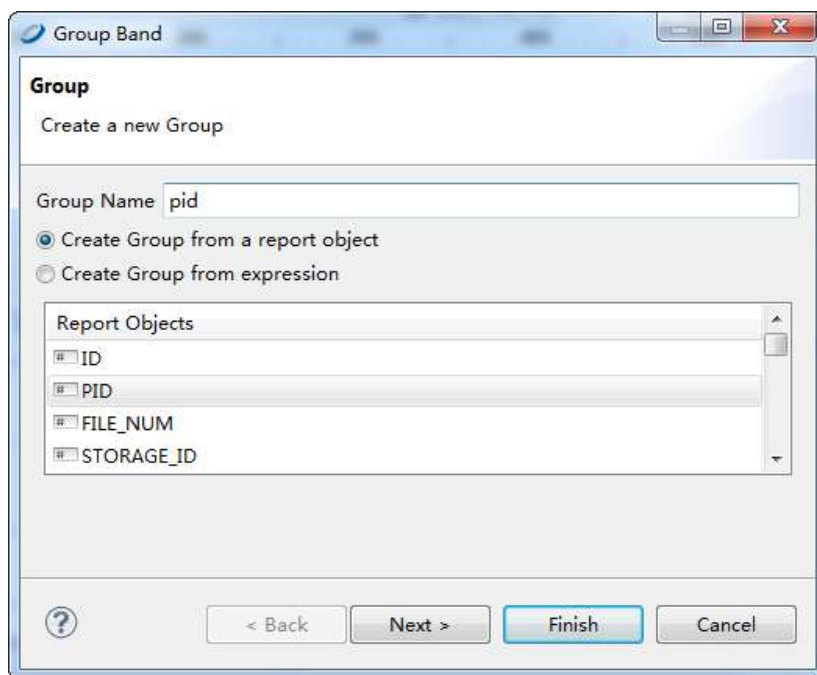 Group Band
Group
Create a new Group
Group Name pid
Create Group from a report object
Create Group from expression
Report Objects
ID
PID
FILE_NUM
STORAGE_ID
< Back Next > Finish Cancel